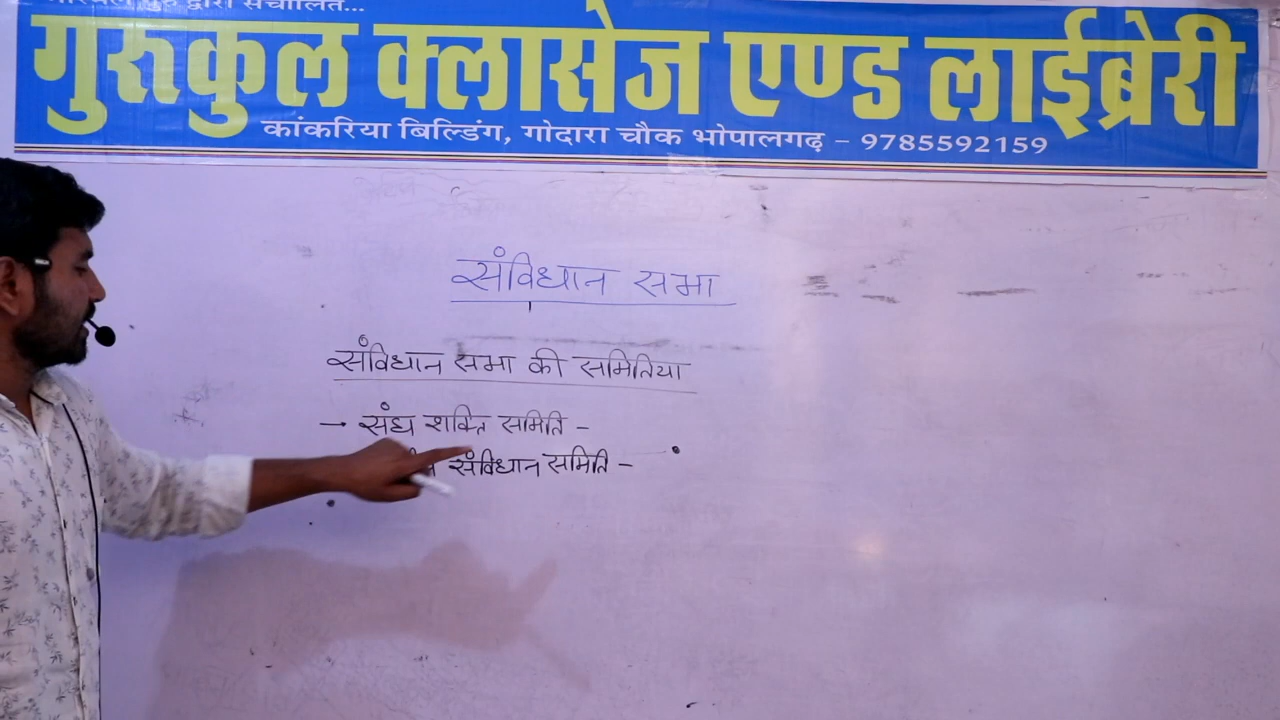 द्वारा संचालित...
गुरुकुल क्लासेज एण्ड लाईब्रेरी
कांकरिया बिल्डिंग, गोदारा चौक भोपालगढ़ – 9785592159
संविधान सभा
संविधान सभा की समितिया
→ संघ शक्ति समिति –
संविधान समिति –